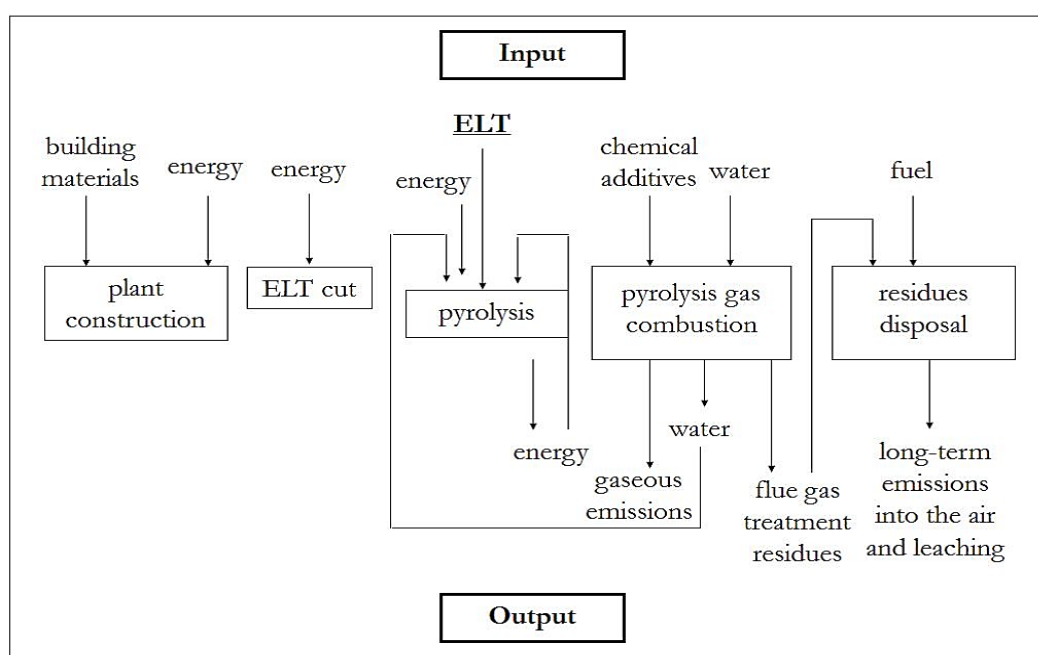 Input
ELT
building
materials
energy
energy
energy
chemical
additives
water
fuel
plant
construction
ELT cut
pyrolysis
pyrolysis gas
combustion
residues
disposal
energy
water
gaseous
emissions
flue gas
treatment
residues
long-term
emissions
into the air
and leaching
Output